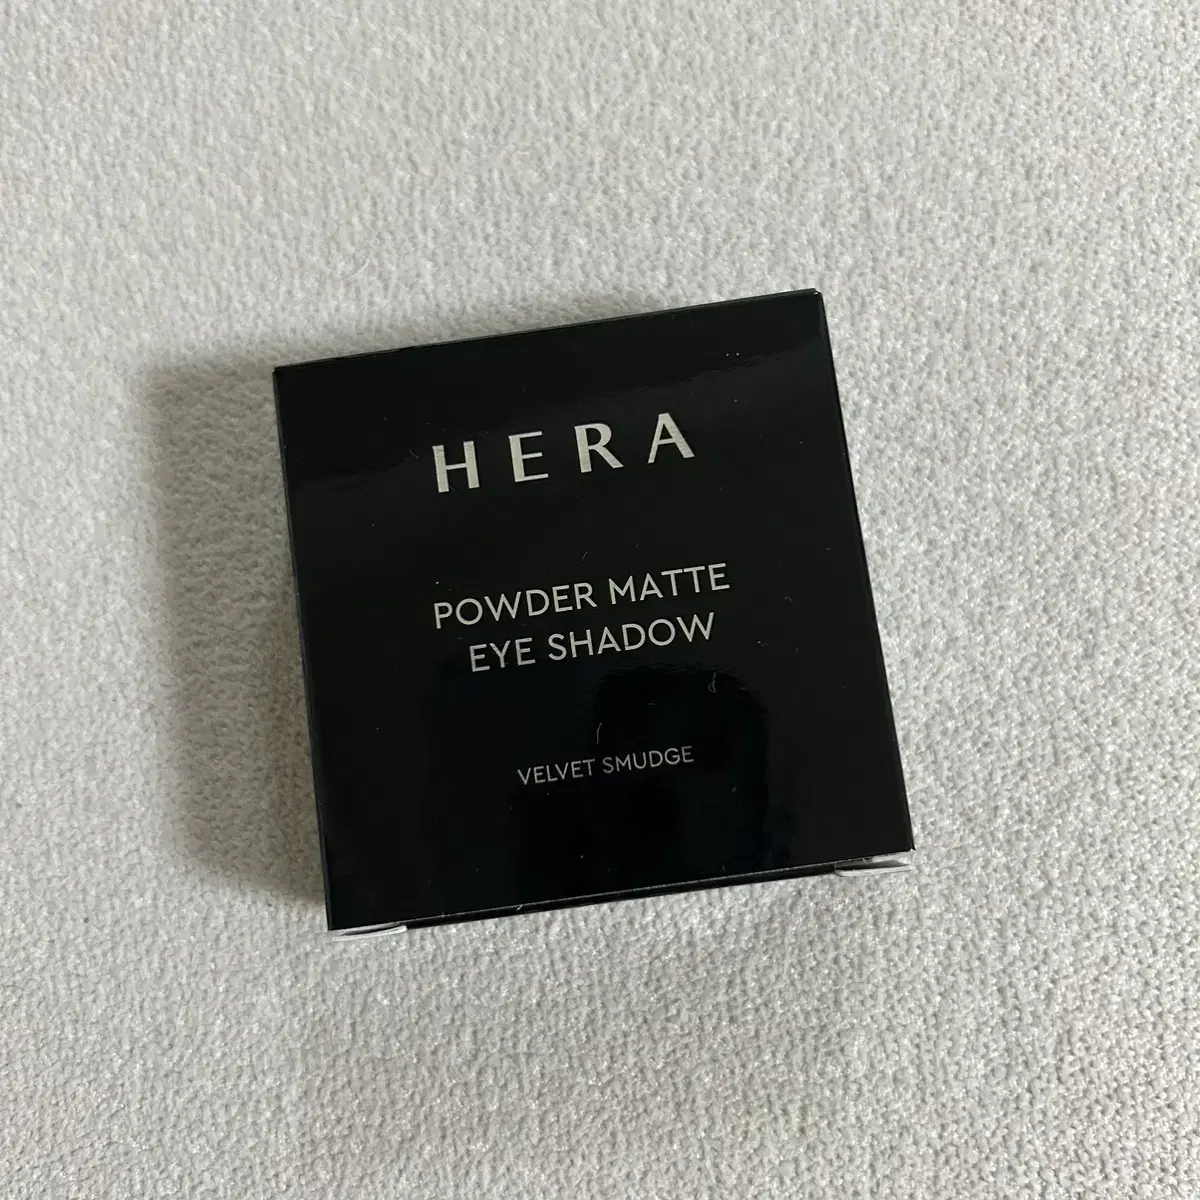 HERA
POWDER MATTE
EYE SHADOW
VELVET SMUDGE